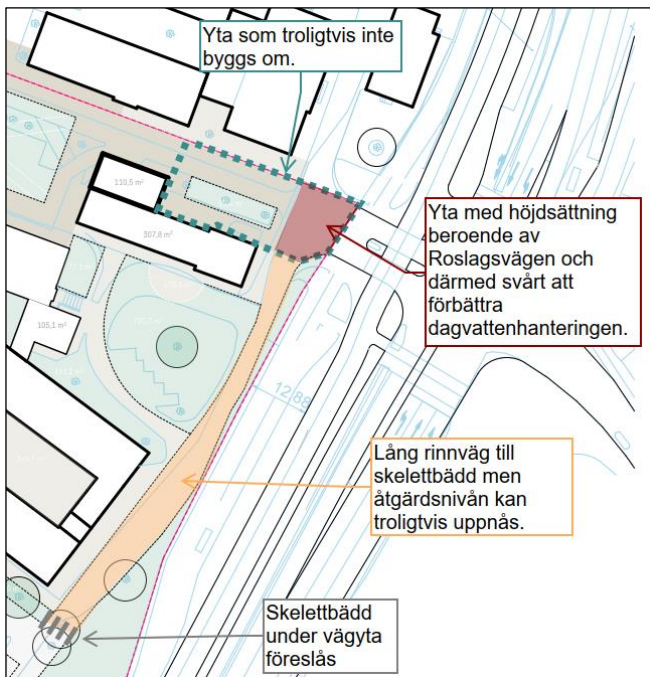 Yta som troligtvis inte
byggs om.
110,5 m²
307,8 m²
Yta med höjdsättning
beroende av
Roslagsvägen och
därmed svårt att
förbättra
dagvattenhanteringen.
105,1 m²
12.88
Lång rinnväg till
skelettbädd men
åtgärdsnivån kan
troligtvis uppnås.
Skelettbädd
under vägyta
föreslås